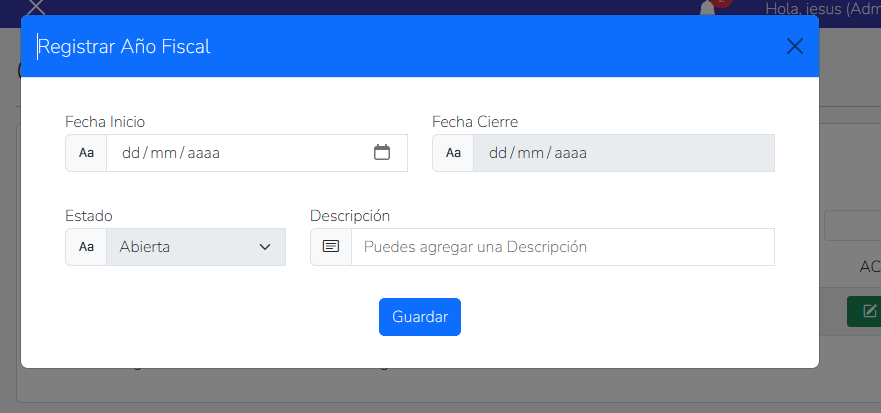 2
Hola, jesus (Adm
Registrar Año Fiscal
Fecha Inicio
Fecha Cierre
Aa dd/mm/aaaa
Aa dd/mm/aaaa
Estado
Descripción
Aa Abierta
Puedes agregar una Descripción
AC
Guardar